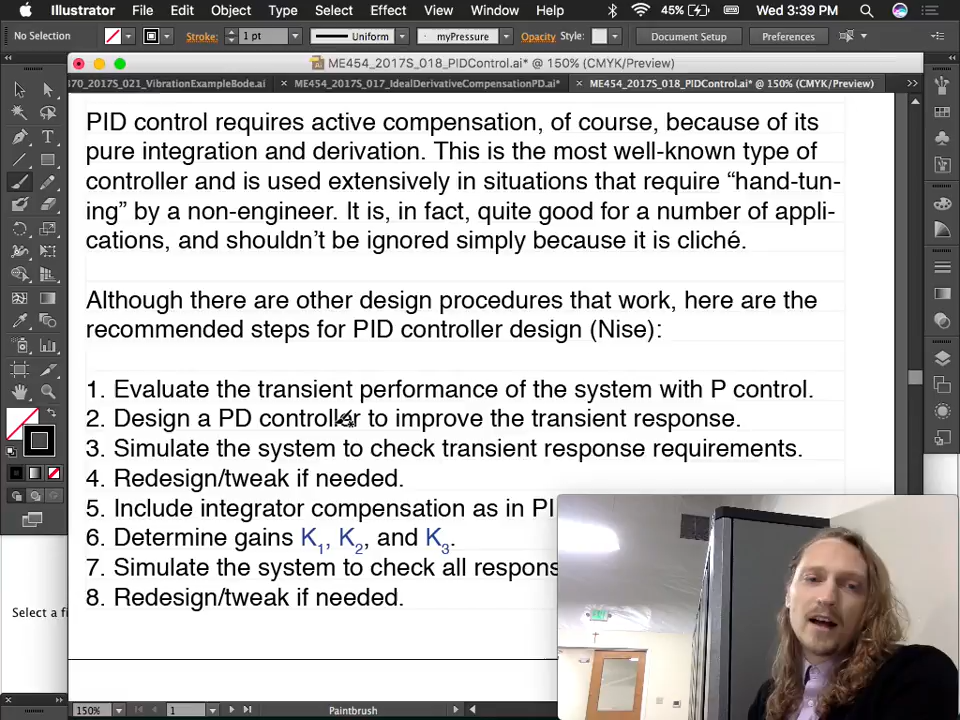 Illustrator File Edit Object Type Select Effect View Window Help 45% Wed 3:39 PM
No Selection Stroke: 1 pt Uniform myPressure Opacity Style: Document Setup Preferences
ME454_2017S_018_PIDControl.ai* @ 150% (CMYK/Preview)
70_2017S_021_VibrationExampleBode.ai × ME454_2017S_017_IdealDerivativeCompensationPD.ai* × ME454_2017S_018_PIDControl.ai* @ 150% (CMYK/Preview)
PID control requires active compensation, of course, because of its
pure integration and derivation. This is the most well-known type of
controller and is used extensively in situations that require “hand-tun-
ing” by a non-engineer. It is, in fact, quite good for a number of appli-
cations, and shouldn’t be ignored simply because it is cliché.
Although there are other design procedures that work, here are the
recommended steps for PID controller design (Nise):
1. Evaluate the transient performance of the system with P control.
2. Design a PD controller to improve the transient response.
3. Simulate the system to check transient response requirements.
4. Redesign/tweak if needed.
5. Include integrator compensation as in PI
6. Determine gains K1, K2, and K3.
7. Simulate the system to check all respons
8. Redesign/tweak if needed.
Select a fi
150% 1 Paintbrush